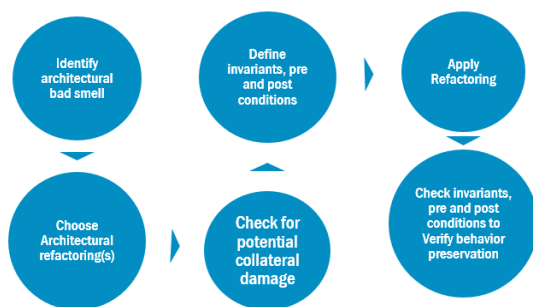 Identify
architectural
bad smell
Choose
Architectural
refactoring(s)
Check for
potential
collateral
damage
Define
invariants, pre
and post
conditions
Apply
Refactoring
Check invariants,
pre and post
conditions to
Verify behavior
preservation